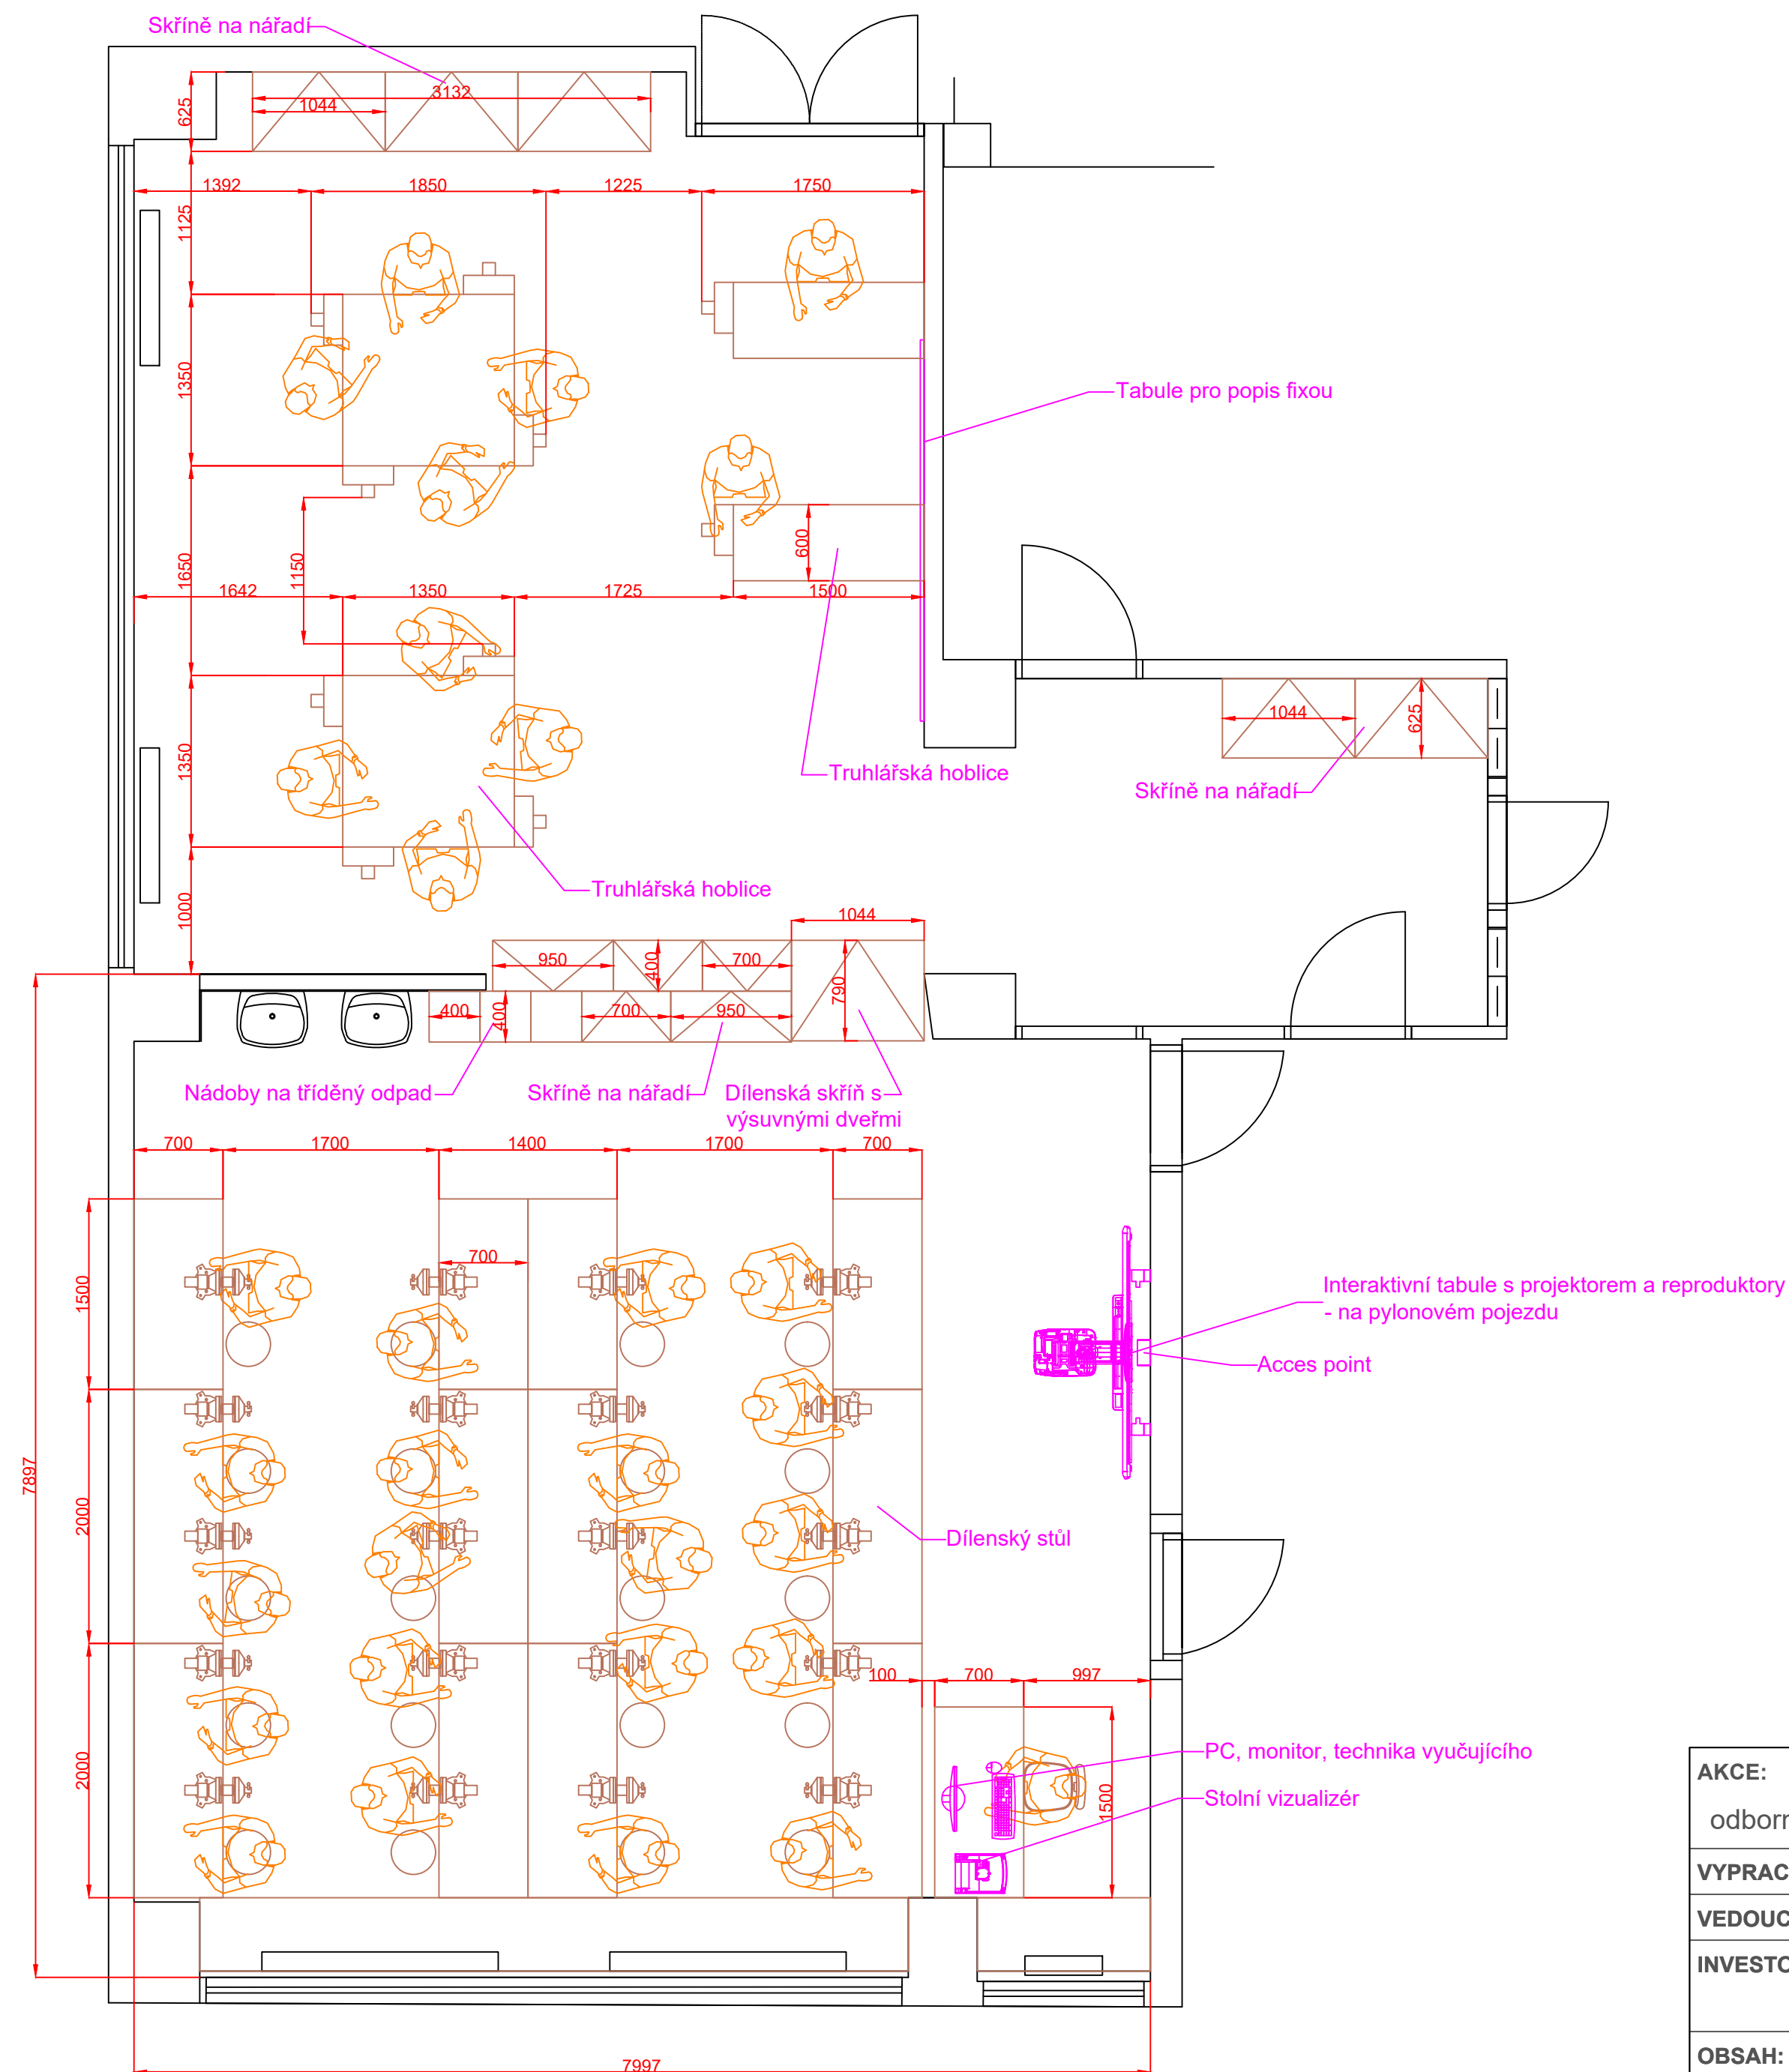 Skříně na nářadí
3132
1044
625
1392
1850
1225
1750
1125
1350
Tabule pro popis fixou
600
1650
1150
1642
1350
1725
1500
1044
625
Truhlářská hoblice
Skříně na nářadí
1350
Truhlářská hoblice
1000
1044
950
400
700
790
400
400
700
950
Nádoby na tříděný odpad
Skříně na nářadí
Dílenská skříň s
výsuvnými dveřmi
700
1700
1400
1700
700
700
1500
Interaktivní tabule s projektorem a reproduktory
- na pylonovém pojezdu
Acces point
7897
2000
Dílenský stůl
100
700
997
2000
PC, monitor, technika vyučujícího
Stolní vizualizér
1500
7997
AKCE:
VEDOUC
OBSAH: